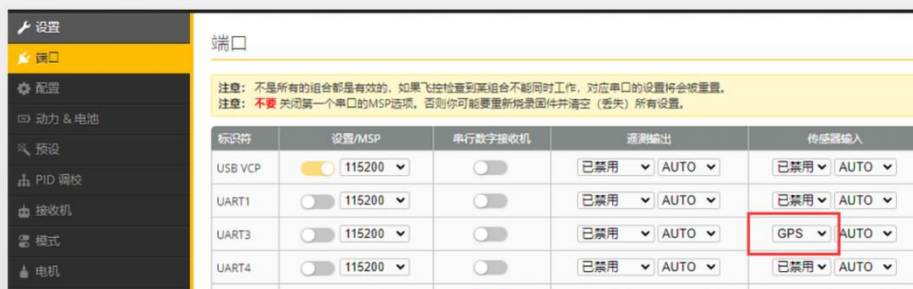 设置
端口
配置
动力 & 电池
预设
PID 调校
接收机
模式
电机
端口
注意： 不是所有的组合都是有效的，如果飞控检查到某组合不能同时工作，对应串口的设置将会被重置。
注意： 不要 关闭第一个串口的MSP选项。否则你可能要重新烧录固件并清空（丢失）所有设置。
标识符 设置/MSP 串行数字接收机 遥测输出 传感器输入
USB VCP 115200 已禁用 AUTO 已禁用 AUTO
UART1 115200 已禁用 AUTO 已禁用 AUTO
UART3 115200 已禁用 AUTO GPS AUTO
UART4 115200 已禁用 AUTO 已禁用 AUTO